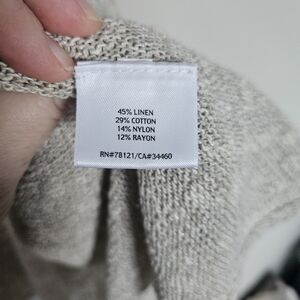 45% LINEN
29% COTTON
14% NYLON
12% RAYON
RN#78121/CA#34460